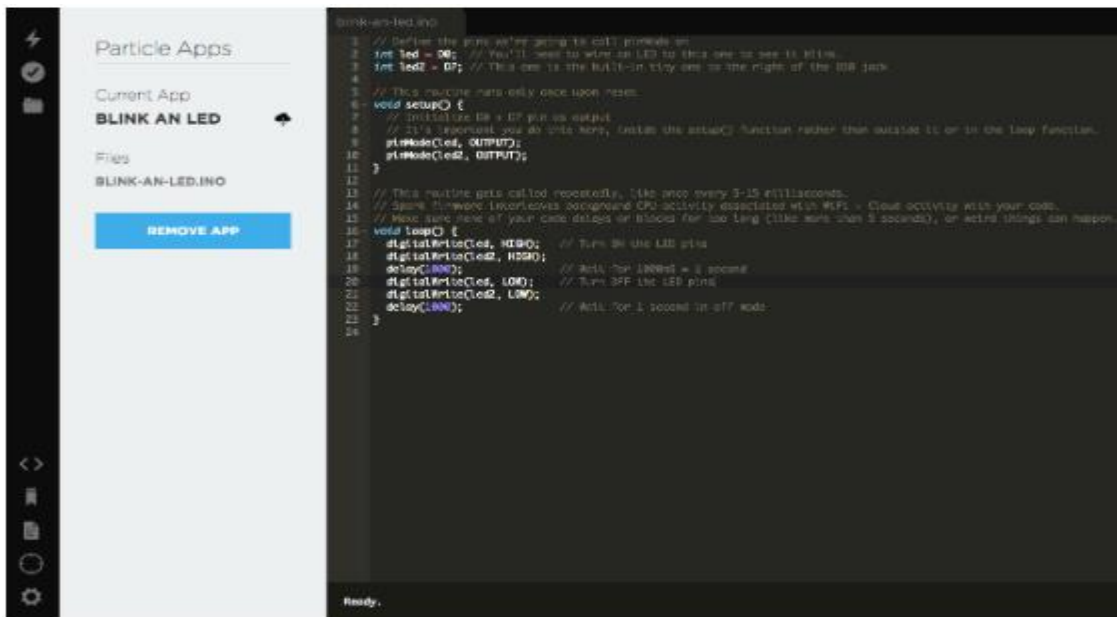 Particle Apps
Current App
BLINK AN LED
Files
BLINK-AN-LED.INO
REMOVE APP
blink-an-led.ino
1 // Define the pins we're going to call pinMode on
2 int led = D0; // You'll need to wire an LED to this one to see it blink.
3 int led2 = D7; // This one is the built-in tiny one to the right of the USB jack
4
5 // This routine runs only once upon reset
6 void setup() {
7 // Initialize D0 + D7 pin as output
8 // It's important you do this here, inside the setup() function rather than outside it or in the loop function.
9 pinMode(led, OUTPUT);
10 pinMode(led2, OUTPUT);
11 }
12
13 // This routine gets called repeatedly, like once every 5-15 milliseconds.
14 // Spark firmware interleaves background CPU activity associated with WiFi + Cloud activity with your code.
15 // Make sure none of your code delays or blocks for too long (like more than 5 seconds), or weird things can happen
16 void loop() {
17 digitalWrite(led, HIGH); // Turn ON the LED pins
18 digitalWrite(led2, HIGH);
19 delay(1000); // Wait for 1000mS = 1 second
20 digitalWrite(led, LOW); // Turn OFF the LED pins
21 digitalWrite(led2, LOW);
22 delay(1000); // Wait for 1 second in off mode
23 }
24
Ready.